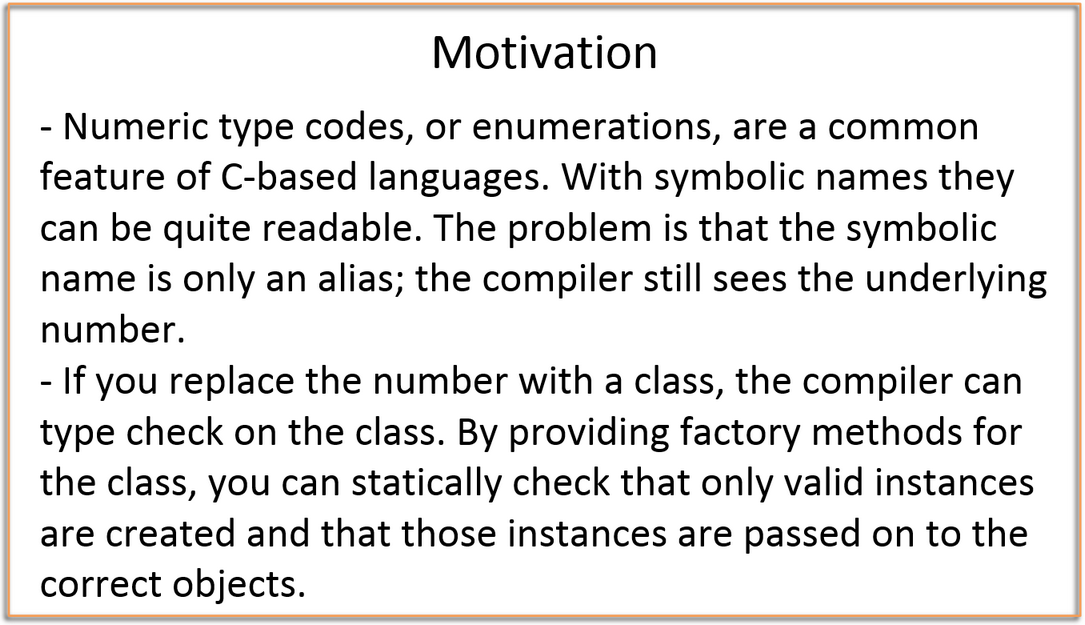 Motivation
- Numeric type codes, or enumerations, are a common
feature of C-based languages. With symbolic names they
can be quite readable. The problem is that the symbolic
name is only an alias; the compiler still sees the underlying
number.
- If you replace the number with a class, the compiler can
type check on the class. By providing factory methods for
the class, you can statically check that only valid instances
are created and that those instances are passed on to the
correct objects.